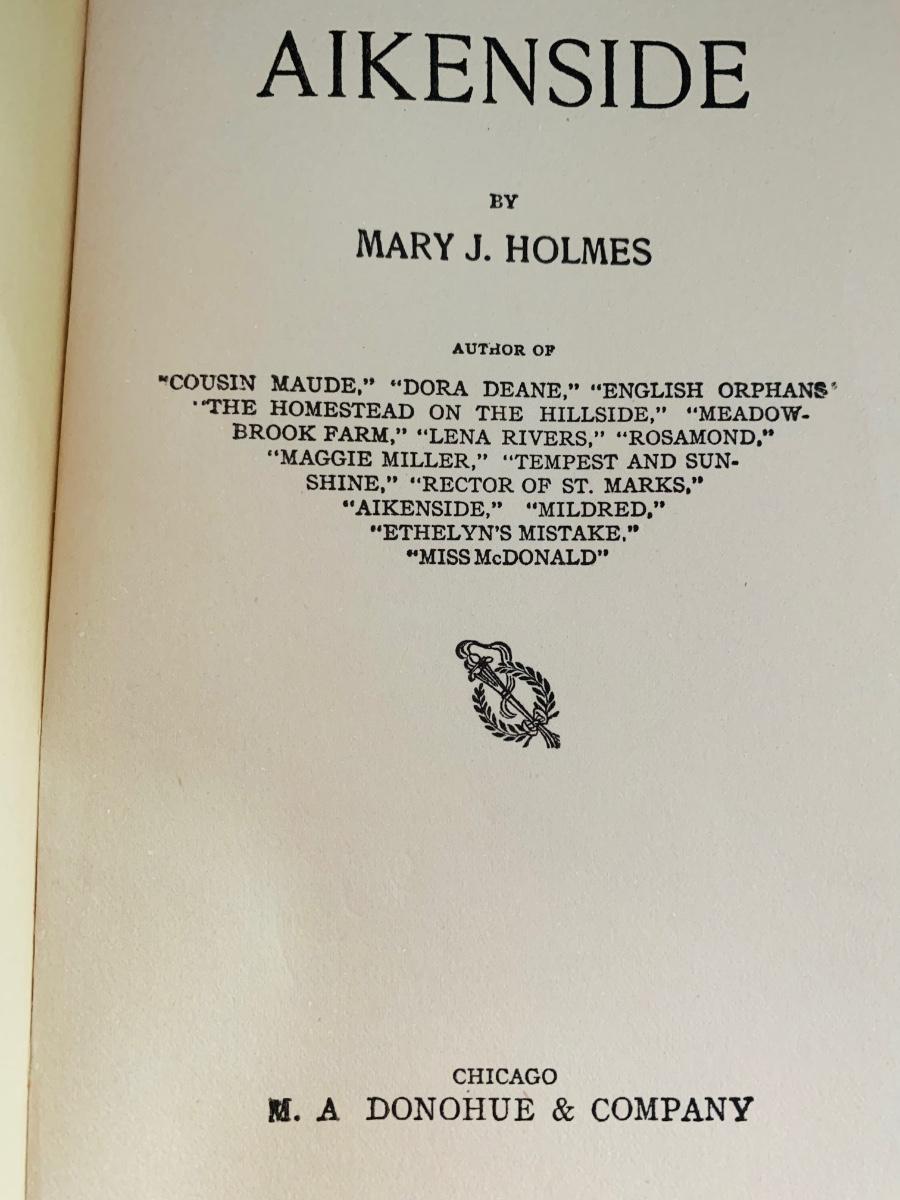 AIKENSIDE
BY
MARY J. HOLMES
AUTHOR OF
"COUSIN MAUDE," "DORA DEANE," "ENGLISH ORPHANS"
"THE HOMESTEAD ON THE HILLSIDE," "MEADOW-
BROOK FARM," "LENA RIVERS," "ROSAMOND,"
"MAGGIE MILLER," "TEMPEST AND SUN-
SHINE," "RECTOR OF ST. MARKS,"
"AIKENSIDE," "MILDRED,"
"ETHELYN'S MISTAKE,"
"MISS McDONALD"
CHICAGO
M. A DONOHUE & COMPANY